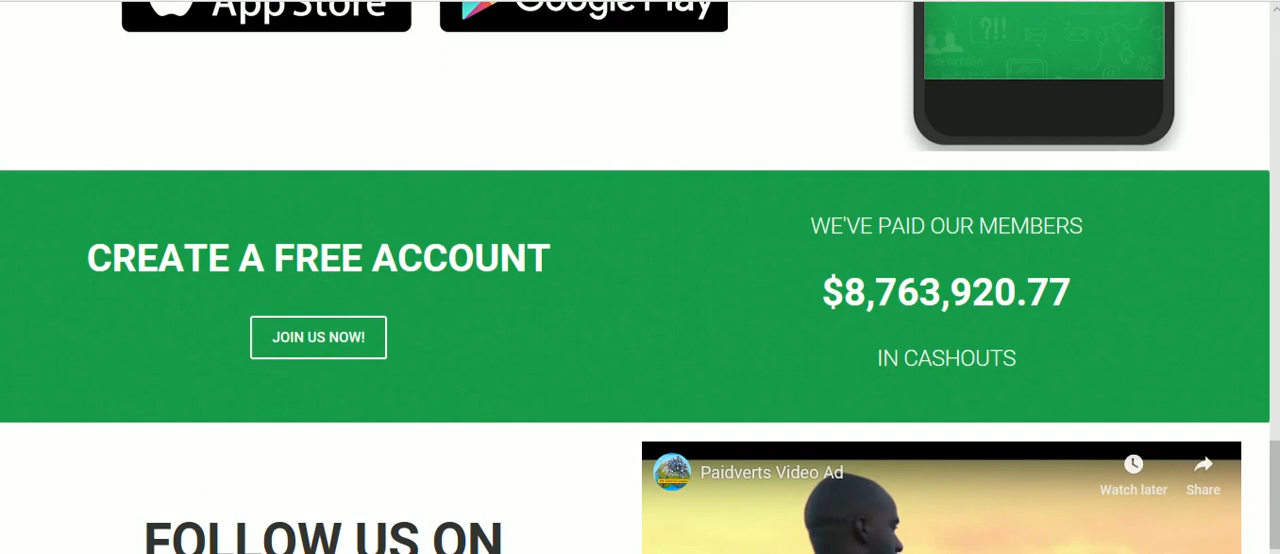 App Store
Google Play
?!!
CREATE A FREE ACCOUNT
JOIN US NOW!
WE'VE PAID OUR MEMBERS
$8,763,920.77
IN CASHOUTS
Paidverts Video Ad
Watch later
Share
FOLLOW US ON